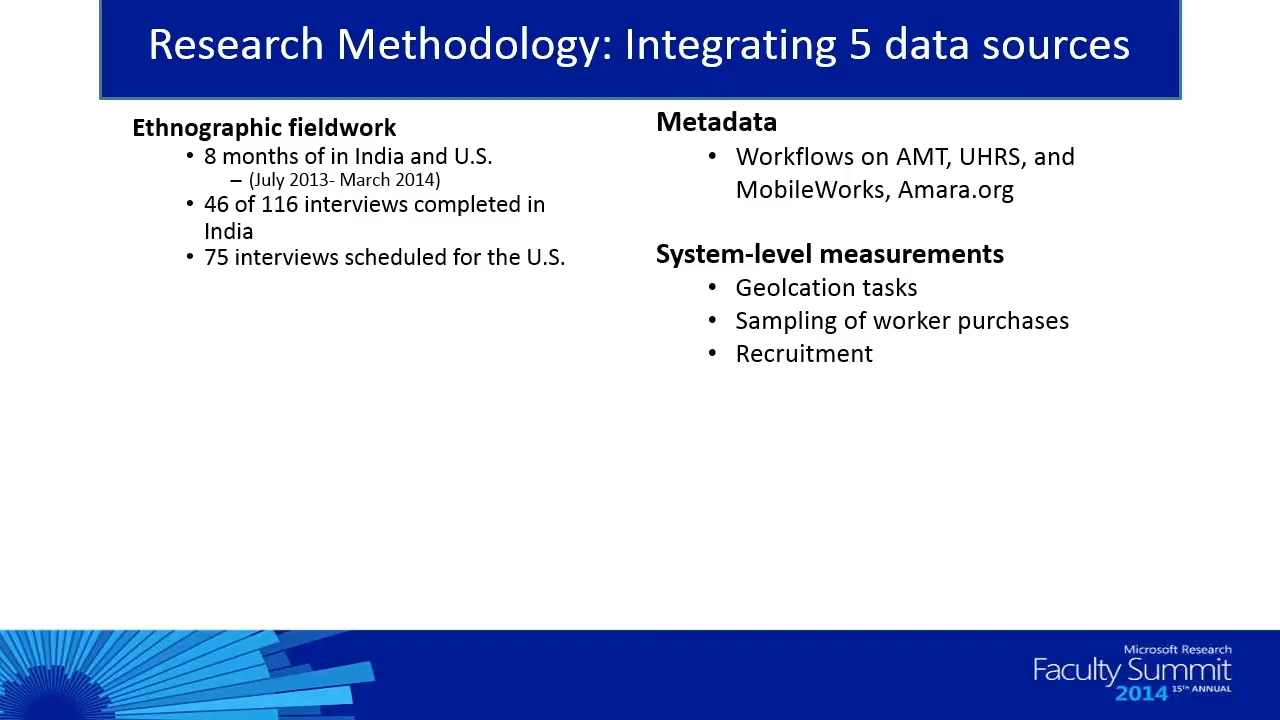 Research Methodology: Integrating 5 data sources
Ethnographic fieldwork
• 8 months of in India and U.S.
– (July 2013- March 2014)
• 46 of 116 interviews completed in
India
• 75 interviews scheduled for the U.S.
Metadata
• Workflows on AMT, UHRS, and
MobileWorks, Amara.org
System-level measurements
• Geolcation tasks
• Sampling of worker purchases
• Recruitment
Microsoft Research
Faculty Summit
2014 15TH ANNUAL